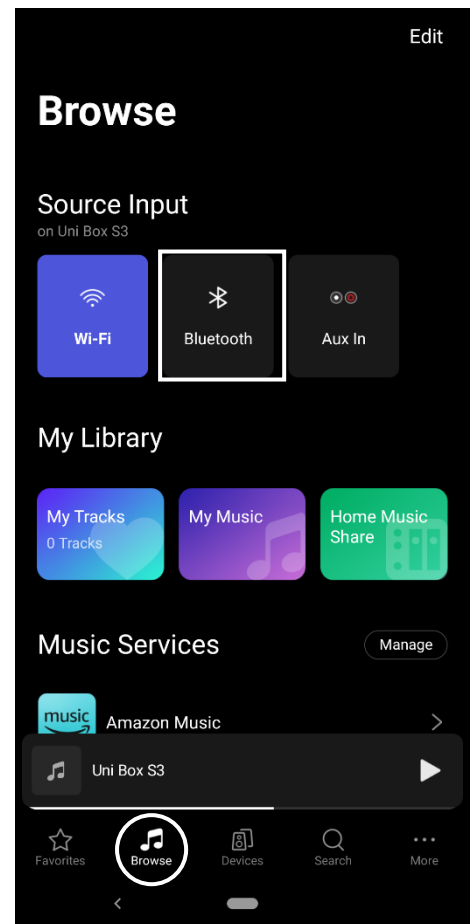 Edit
Browse
Source Input
on Uni Box S3
Wi-Fi
Bluetooth
Aux In
My Library
My Tracks
0 Tracks
My Music
Home Music
Share
Music Services
Manage
music
Amazon Music
Uni Box S3
Favorites
Browse
Devices
Search
More